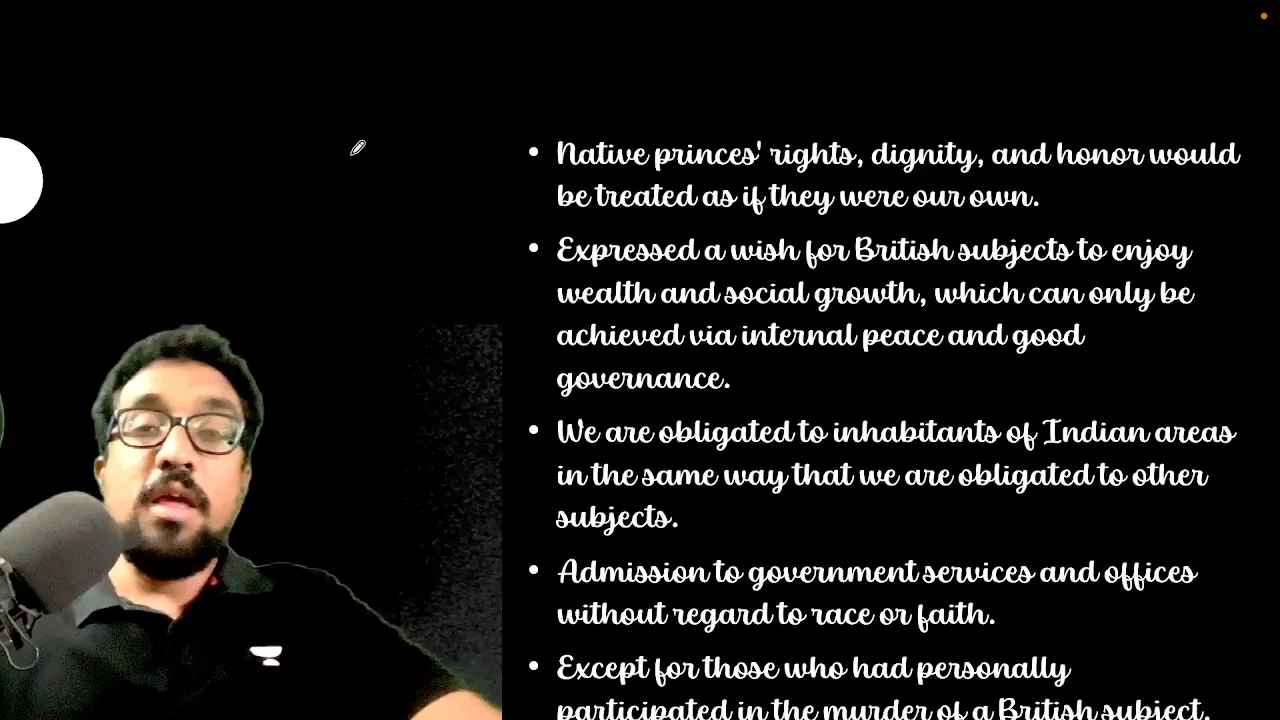 • Native princes' rights, dignity, and honor would
be treated as if they were our own.
• Expressed a wish for British subjects to enjoy
wealth and social growth, which can only be
achieved via internal peace and good
governance.
• We are obligated to inhabitants of Indian areas
in the same way that we are obligated to other
subjects.
• Admission to government services and offices
without regard to race or faith.
• Except for those who had personally
participated in the murder of a British subject,